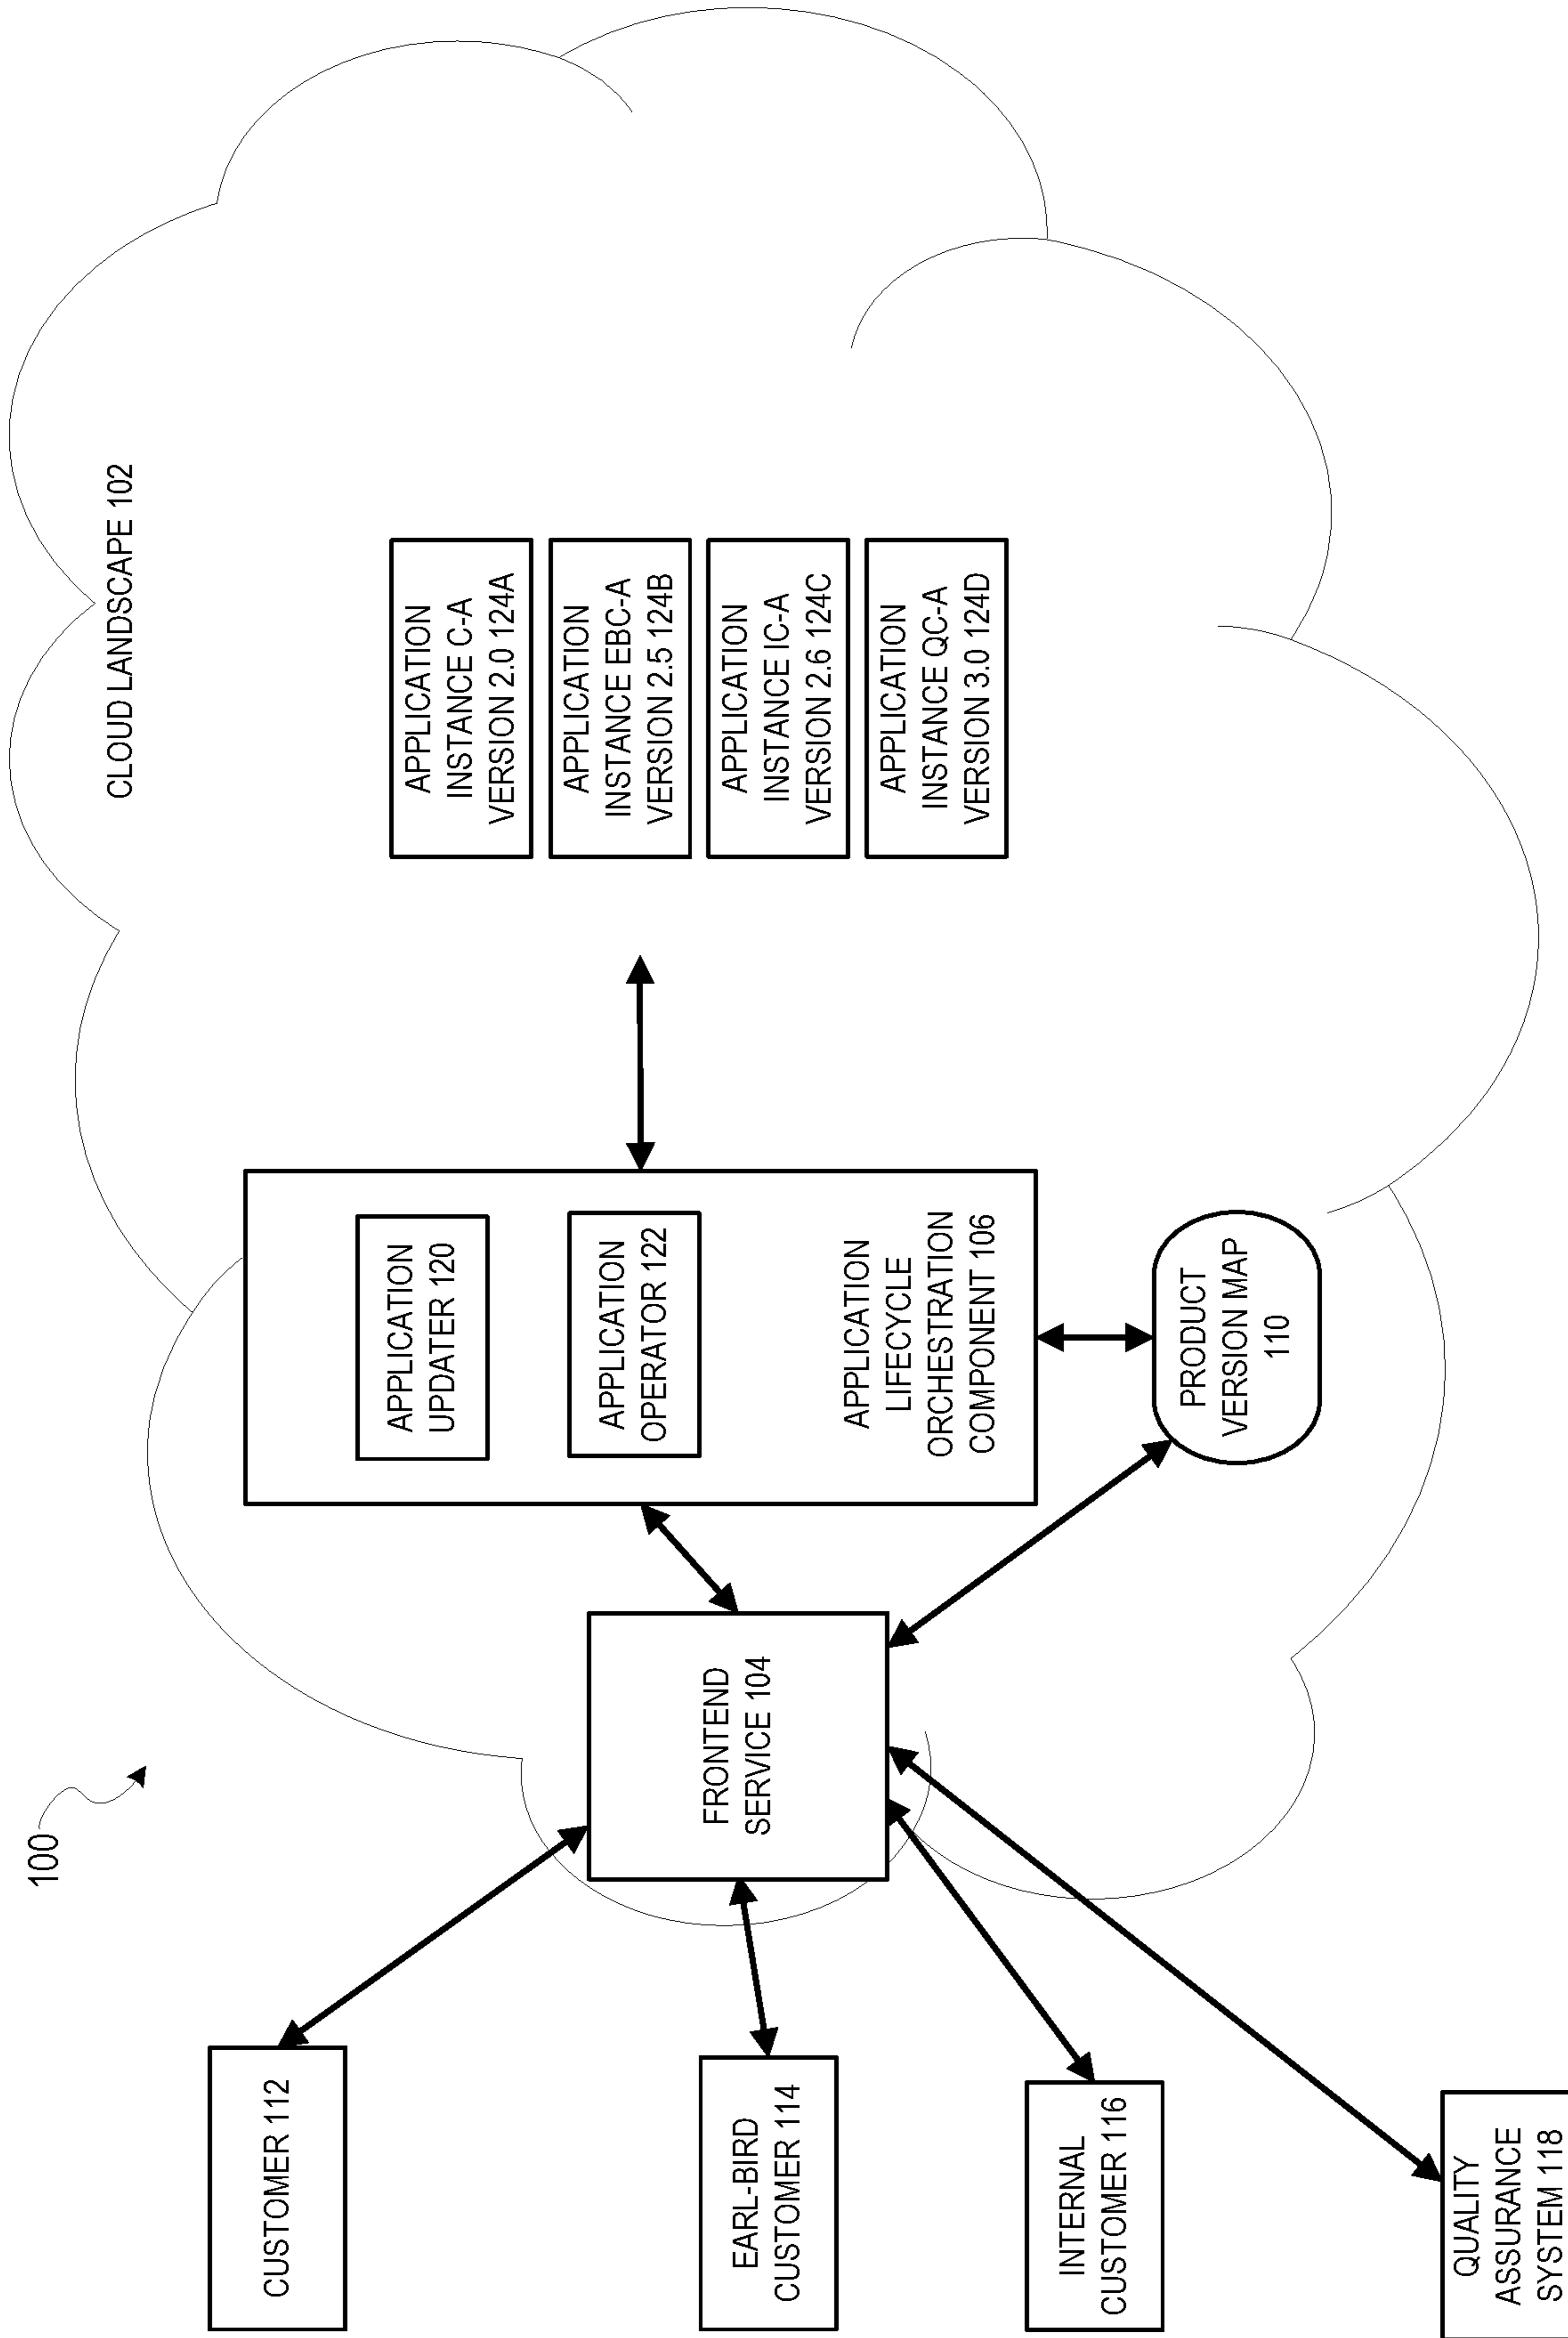 100
CLOUD LANDSCAPE 102
CUSTOMER 112
EARL-BIRD
CUSTOMER 114
INTERNAL
CUSTOMER 116
QUALITY
ASSURANCE
SYSTEM 118
FRONTEND
SERVICE 104
APPLICATION
UPDATER 120
APPLICATION
OPERATOR 122
APPLICATION
LIFECYCLE
ORCHESTRATION
COMPONENT 106
PRODUCT
VERSION MAP
110
APPLICATION
INSTANCE C-A
VERSION 2.0 124A
APPLICATION
INSTANCE EBC-A
VERSION 2.5 124B
APPLICATION
INSTANCE IC-A
VERSION 2.6 124C
APPLICATION
INSTANCE QC-A
VERSION 3.0 124D